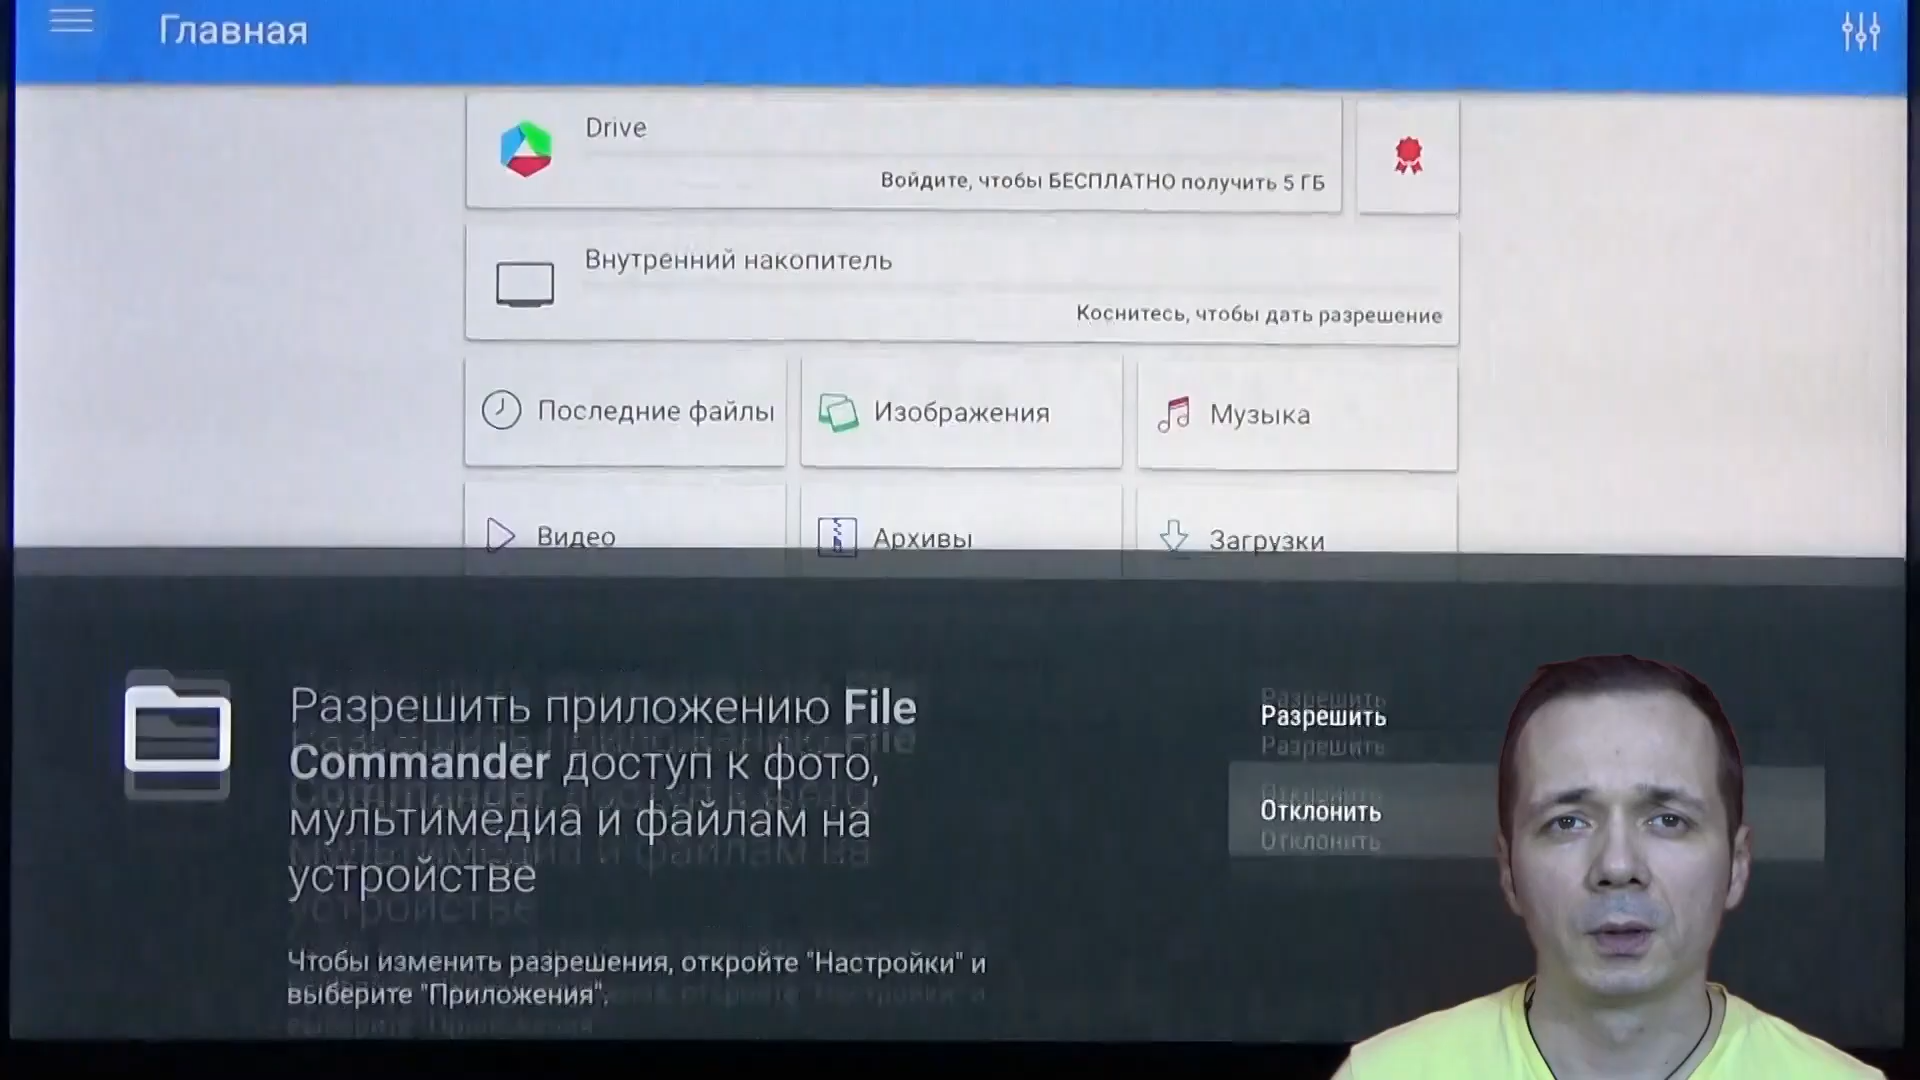 Главная
Drive
Войдите, чтобы БЕСПЛАТНО получить 5 ГБ
Внутренний накопитель
Коснитесь, чтобы дать разрешение
Последние файлы
Изображения
Музыка
Видео
Архивы
Загрузки
Разрешить приложению File
Commander доступ к фото,
мультимедиа и файлам на
устройстве
Чтобы изменить разрешения, откройте "Настройки" и
выберите "Приложения".
Разрешить
Отклонить